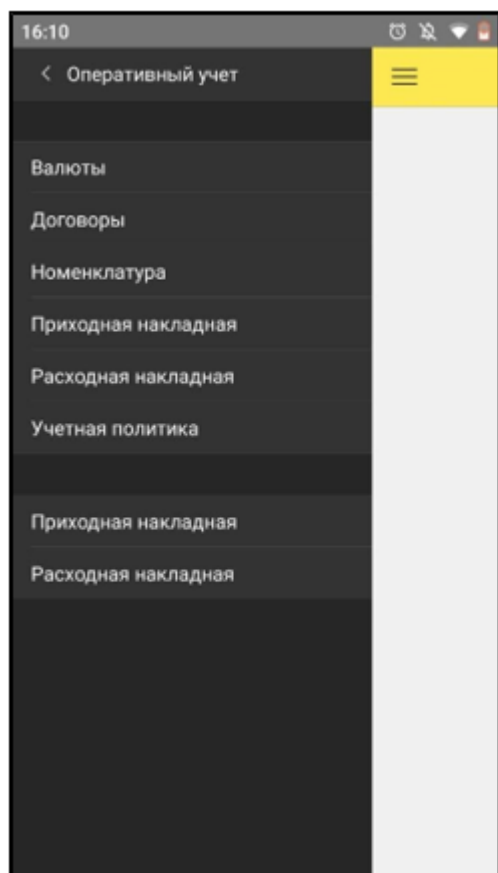 16:10
Оперативный учет
Валюты
Договоры
Номенклатура
Приходная накладная
Расходная накладная
Учетная политика
Приходная накладная
Расходная накладная